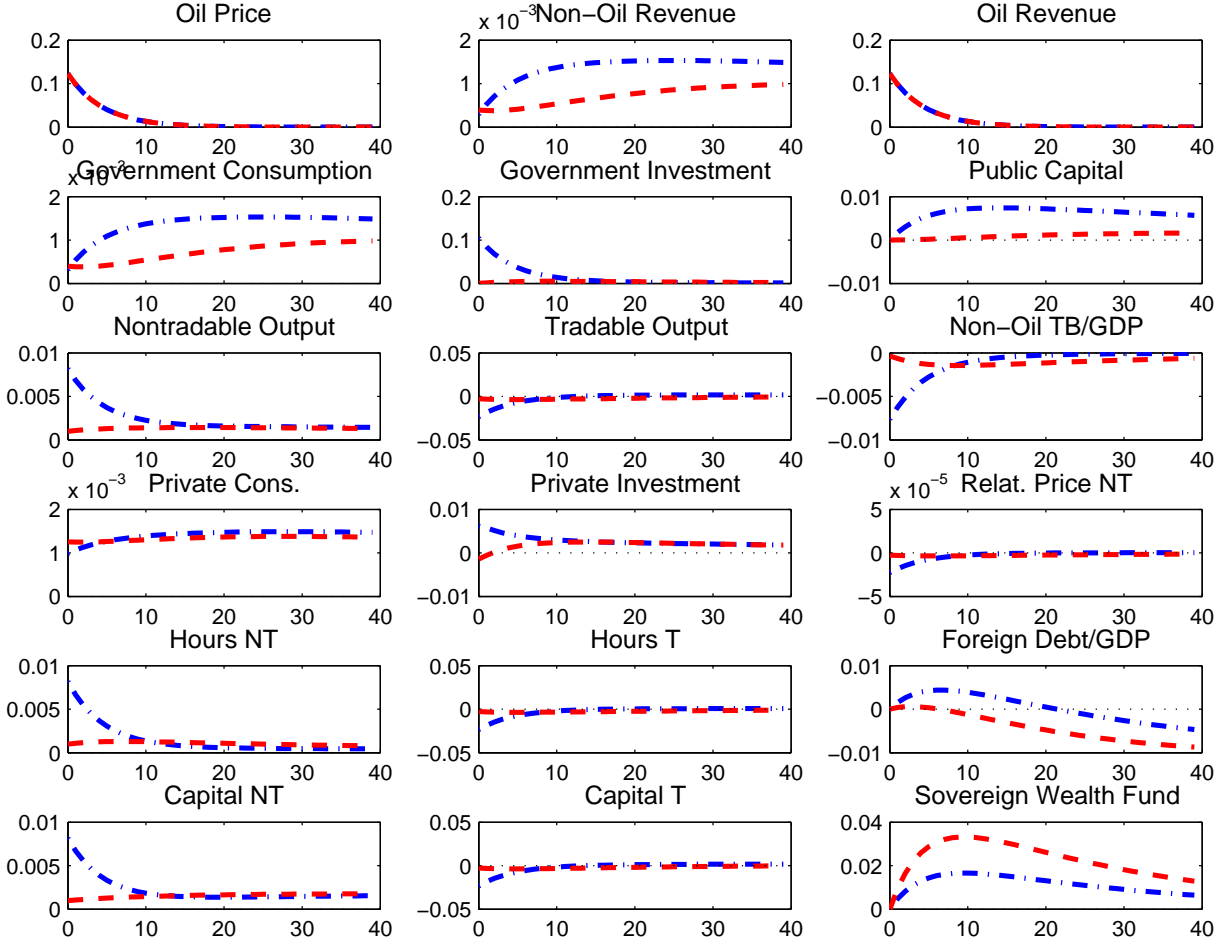 Oil Price
x 10⁻³ Non−Oil Revenue
Oil Revenue
0.2 2 0.2
0.1 1 0.1
0 0 0
0 10 20 30 40 0 10 20 30 40 0 10 20 30 40
x 10⁻³ Government Consumption
Government Investment
Public Capital
2 0.2 0.01
1 0.1 0
0 0 −0.01
0 10 20 30 40 0 10 20 30 40 0 10 20 30 40
Nontradable Output
Tradable Output
Non−Oil TB/GDP
0.01 0.05 0
0.005 0 −0.005
0 −0.05 −0.01
0 10 20 30 40 0 10 20 30 40 0 10 20 30 40
x 10⁻³ Private Cons.
Private Investment
x 10⁻⁵ Relat. Price NT
2 0.01 5
1 0 0
0 −0.01 −5
0 10 20 30 40 0 10 20 30 40 0 10 20 30 40
Hours NT
Hours T
Foreign Debt/GDP
0.01 0.05 0.01
0.005 0 0
0 −0.05 −0.01
0 10 20 30 40 0 10 20 30 40 0 10 20 30 40
Capital NT
Capital T
Sovereign Wealth Fund
0.01 0.05 0.04
0.005 0 0.02
0 −0.05 0
0 10 20 30 40 0 10 20 30 40 0 10 20 30 40